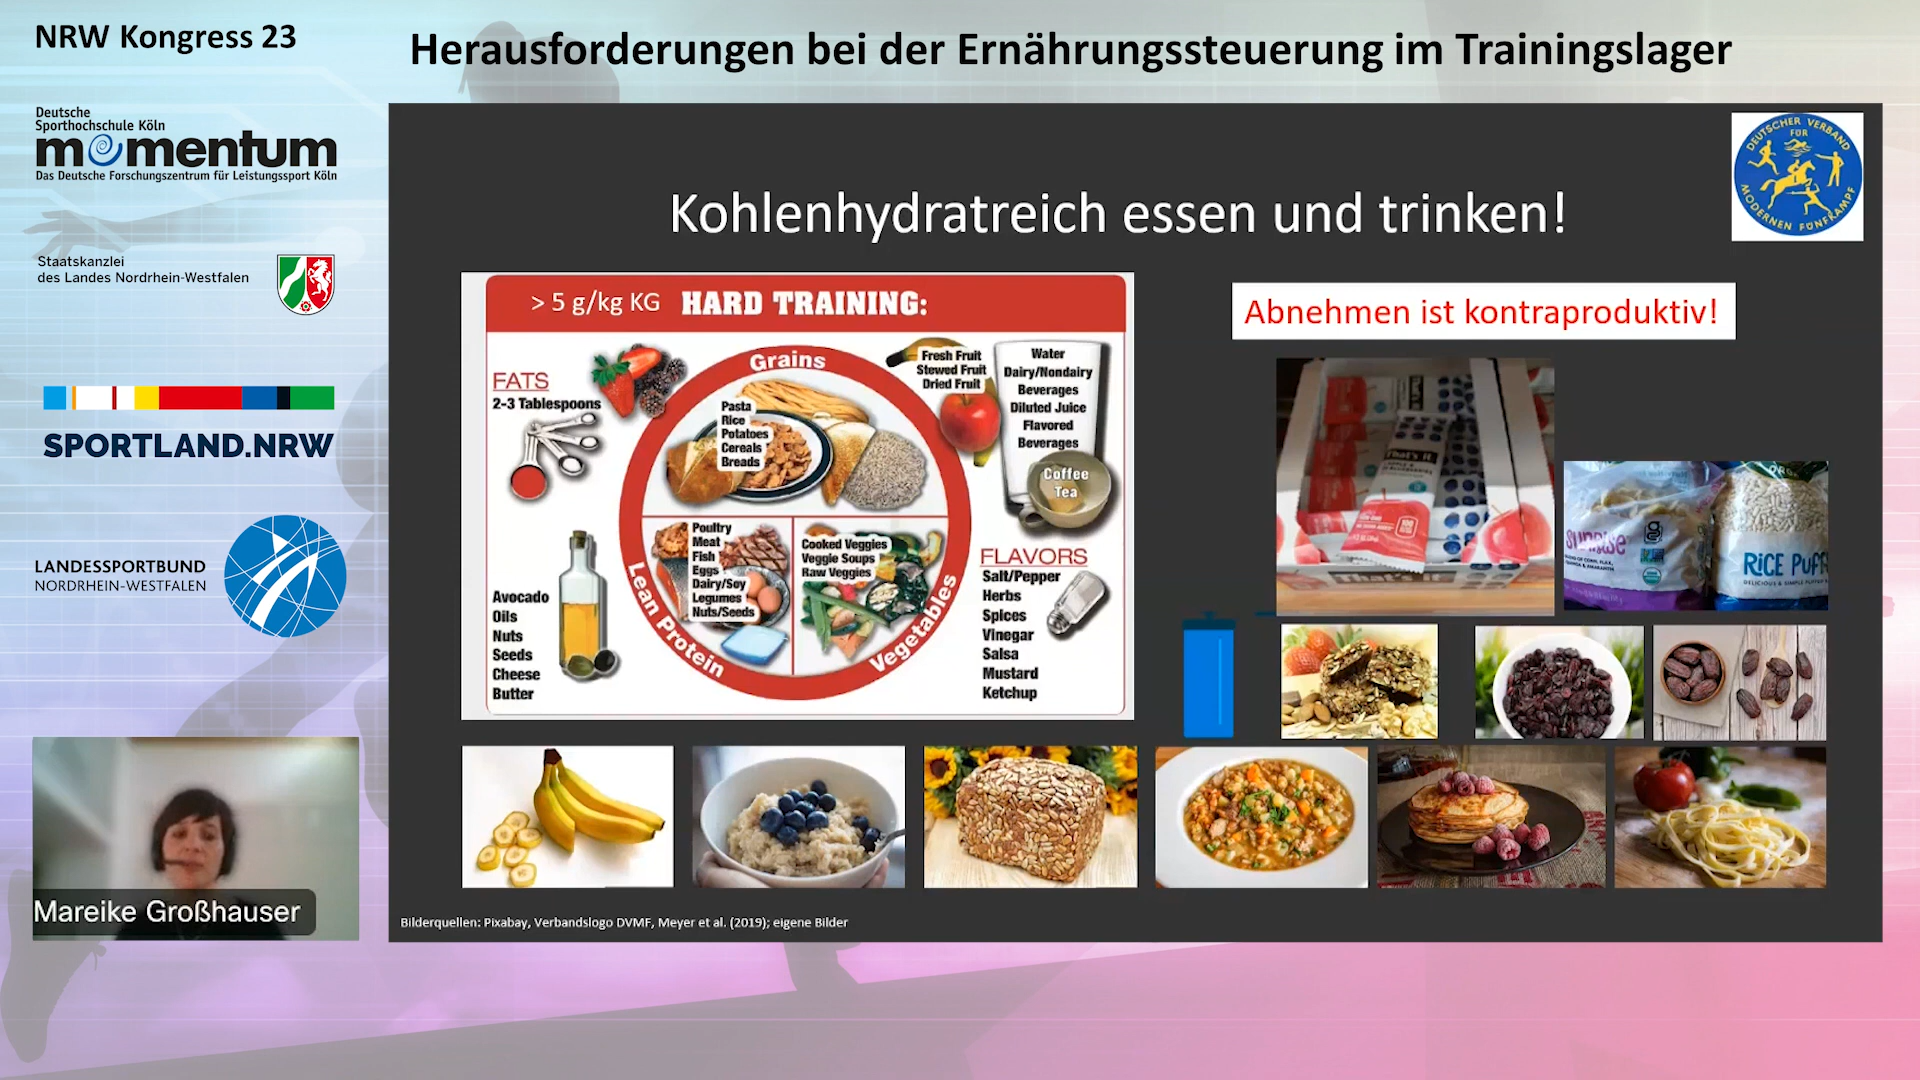 NRW Kongress 23
Herausforderungen bei der Ernährungssteuerung im Trainingslager
Deutsche
Sporthochschule Köln
momentum
Das Deutsche Forschungszentrum für Leistungssport Köln
Staatskanzlei
des Landes Nordrhein-Westfalen
SPORTLAND.NRW
LANDESSPORTBUND
NORDRHEIN-WESTFALEN
Mareike Großhauser
DEUTSCHER VERBAND
FÜR
MODERNEN FÜNFKAMPF
Kohlenhydratreich essen und trinken!
> 5 g/kg KG HARD TRAINING:
FATS
2-3 Tablespoons
Avocado
Oils
Nuts
Seeds
Cheese
Butter
Grains
Pasta
Rice
Potatoes
Cereals
Breads
Poultry
Meat
Fish
Eggs
Dairy/Soy
Legumes
Nuts/Seeds
Lean Protein
Cooked Veggies
Veggie Soups
Raw Veggies
Vegetables
Fresh Fruit
Stewed Fruit
Dried Fruit
Water
Dairy/Nondairy
Beverages
Diluted Juice
Flavored
Beverages
Coffee
Tea
FLAVORS
Salt/Pepper
Herbs
Spices
Vinegar
Salsa
Mustard
Ketchup
Abnehmen ist kontraproduktiv!
That's it
That's it
SUNRISE
RiCE PUFF
Bilderquellen: Pixabay, Verbandslogo DVMF, Meyer et al. (2019); eigene Bilder